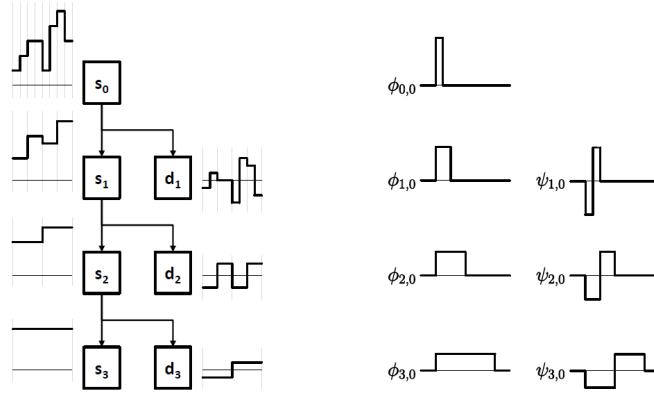 s₀
ϕ₀,₀
s₁ d₁
ϕ₁,₀ ψ₁,₀
s₂ d₂
ϕ₂,₀ ψ₂,₀
s₃ d₃
ϕ₃,₀ ψ₃,₀